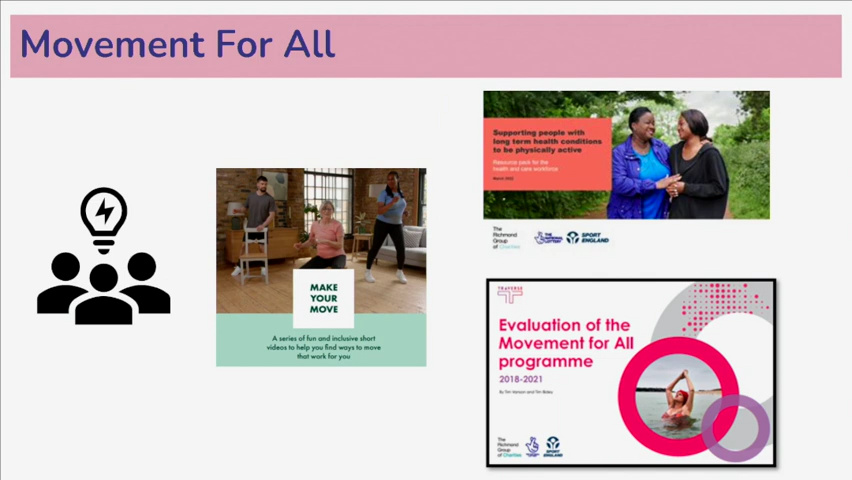 Movement For All
MAKE
YOUR
MOVE
A series of fun and inclusive short
videos to help you find ways to move
that work for you
Supporting people with
long term health conditions
to be physically active
Resource pack for the
health and care workforce
March 2022
The
Richmond
Group
of Charities
THE
NATIONAL
LOTTERY
SPORT
ENGLAND
TRAVERSE
Evaluation of the
Movement for All
programme
2018-2021
The
Richmond
Group
of Charities
SPORT
ENGLAND